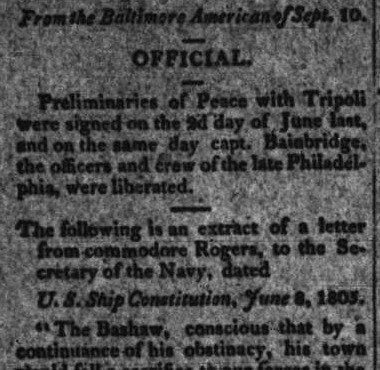 From the Baltimore American of Sept. 10.
OFFICIAL.
Preliminaries of Peace with Tripoli
were signed on the 2d day of June last,
and on the same day capt. Bainbridge,
the officers and crew of the late Philadel-
phia, were liberated.
The following is an extract of a letter
from commodore Rogers, to the Se-
cretary of the Navy, dated
U. S. Ship Constitution, June 8, 1805.
"The Bashaw, conscious that by a
continuance of his obstinacy, his town